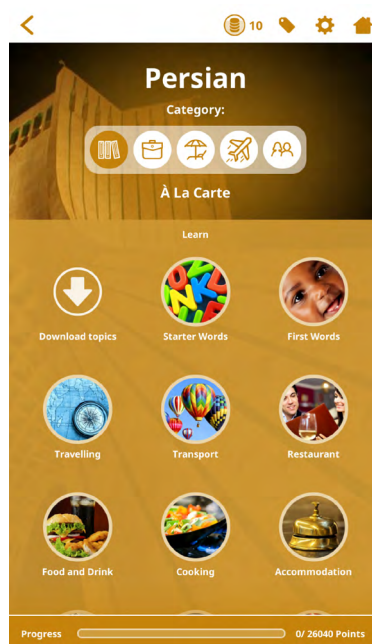 10
Persian
Category:
À La Carte
Learn
Download topics
Starter Words
First Words
Travelling
Transport
Restaurant
Food and Drink
Cooking
Accommodation
Progress
0/ 26040 Points